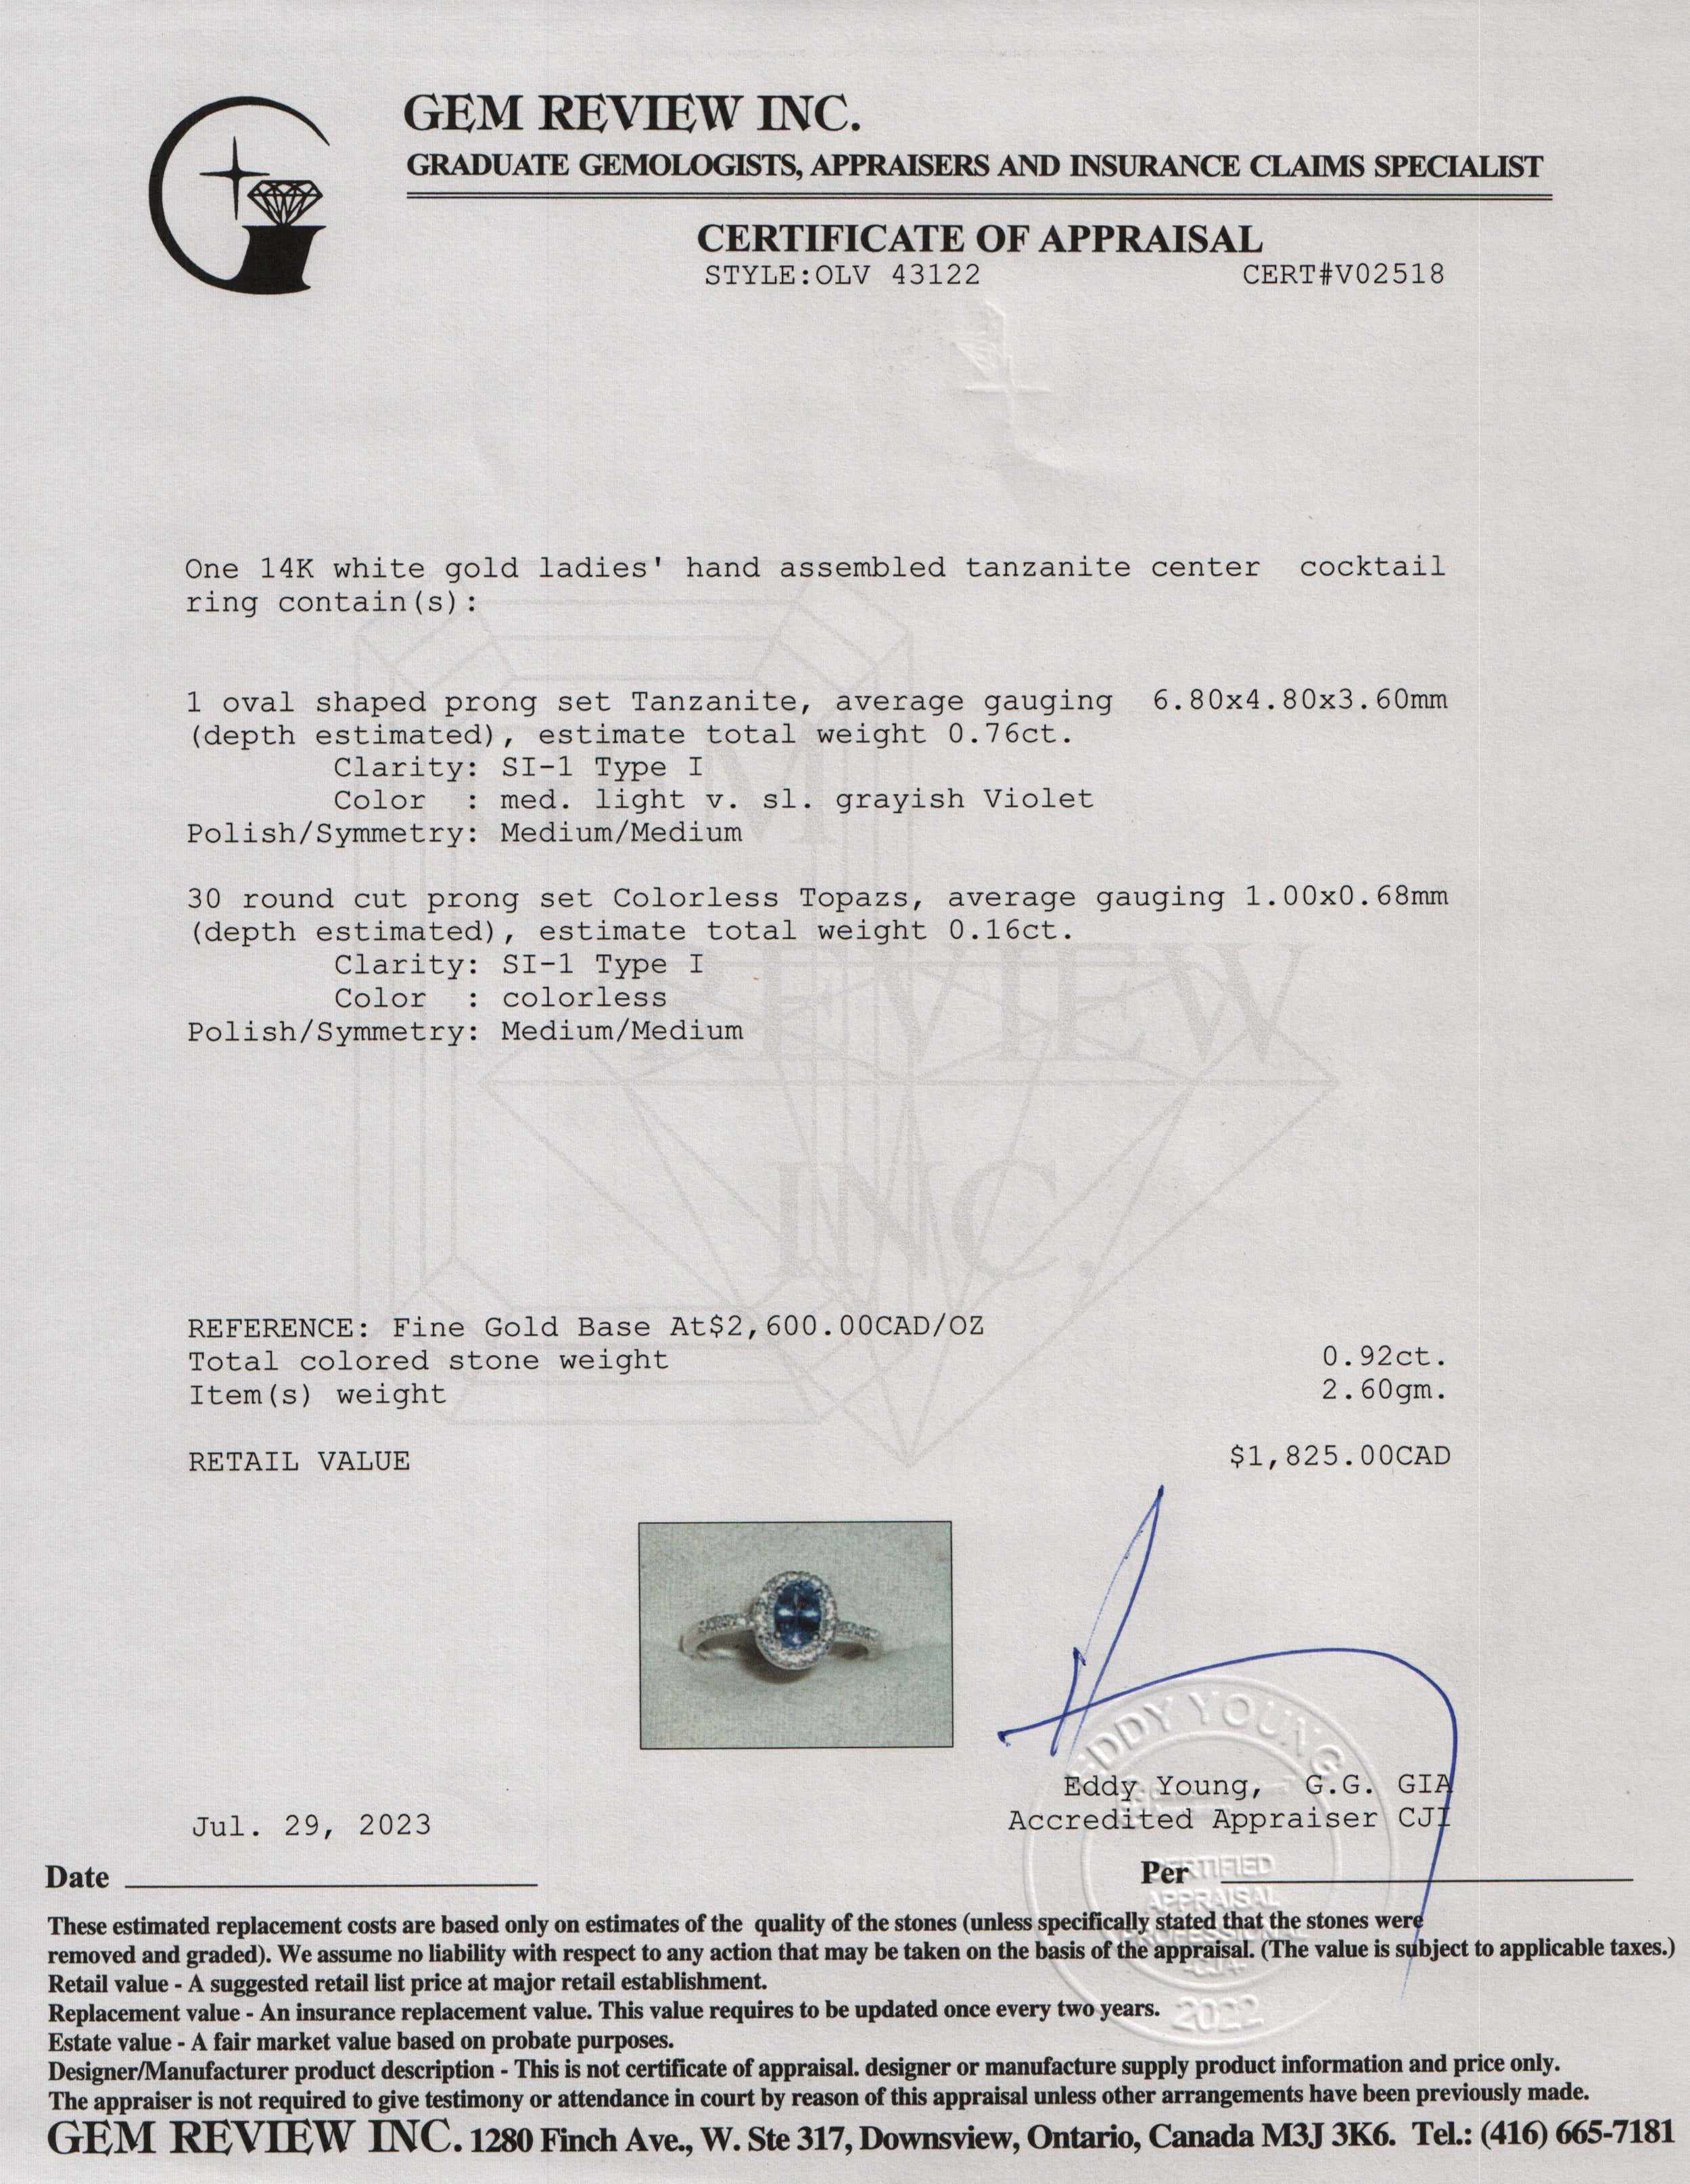 GEM REVIEW INC.
GRADUATE GEMOLOGISTS, APPRAISERS AND INSURANCE CLAIMS SPECIALIST
CERTIFICATE OF APPRAISAL
STYLE:OLV 43122 CERT#V02518
One 14K white gold ladies' hand assembled tanzanite center cocktail
ring contain(s):
1 oval shaped prong set Tanzanite, average gauging 6.80x4.80x3.60mm
(depth estimated), estimate total weight 0.76ct.
Clarity: SI-1 Type I
Color : med. light v. sl. grayish Violet
Polish/Symmetry: Medium/Medium
30 round cut prong set Colorless Topazs, average gauging 1.00x0.68mm
(depth estimated), estimate total weight 0.16ct.
Clarity: SI-1 Type I
Color : colorless
Polish/Symmetry: Medium/Medium
GEM
REVIEW
INC.
REFERENCE: Fine Gold Base At$2,600.00CAD/OZ
Total colored stone weight 0.92ct.
Item(s) weight 2.60gm.
RETAIL VALUE $1,825.00CAD
EDDY YOUNG
Eddy Young, G.G. GIA
Accredited Appraiser CJI
Jul. 29, 2023
Date Per
CERTIFIED
APPRAISAL
PROFESSIONAL
2022
These estimated replacement costs are based only on estimates of the quality of the stones (unless specifically stated that the stones were
removed and graded). We assume no liability with respect to any action that may be taken on the basis of the appraisal. (The value is subject to applicable taxes.)
Retail value - A suggested retail list price at major retail establishment.
Replacement value - An insurance replacement value. This value requires to be updated once every two years.
Estate value - A fair market value based on probate purposes.
Designer/Manufacturer product description - This is not certificate of appraisal. designer or manufacture supply product information and price only.
The appraiser is not required to give testimony or attendance in court by reason of this appraisal unless other arrangements have been previously made.
GEM REVIEW INC. 1280 Finch Ave., W. Ste 317, Downsview, Ontario, Canada M3J 3K6. Tel.: (416) 665-7181